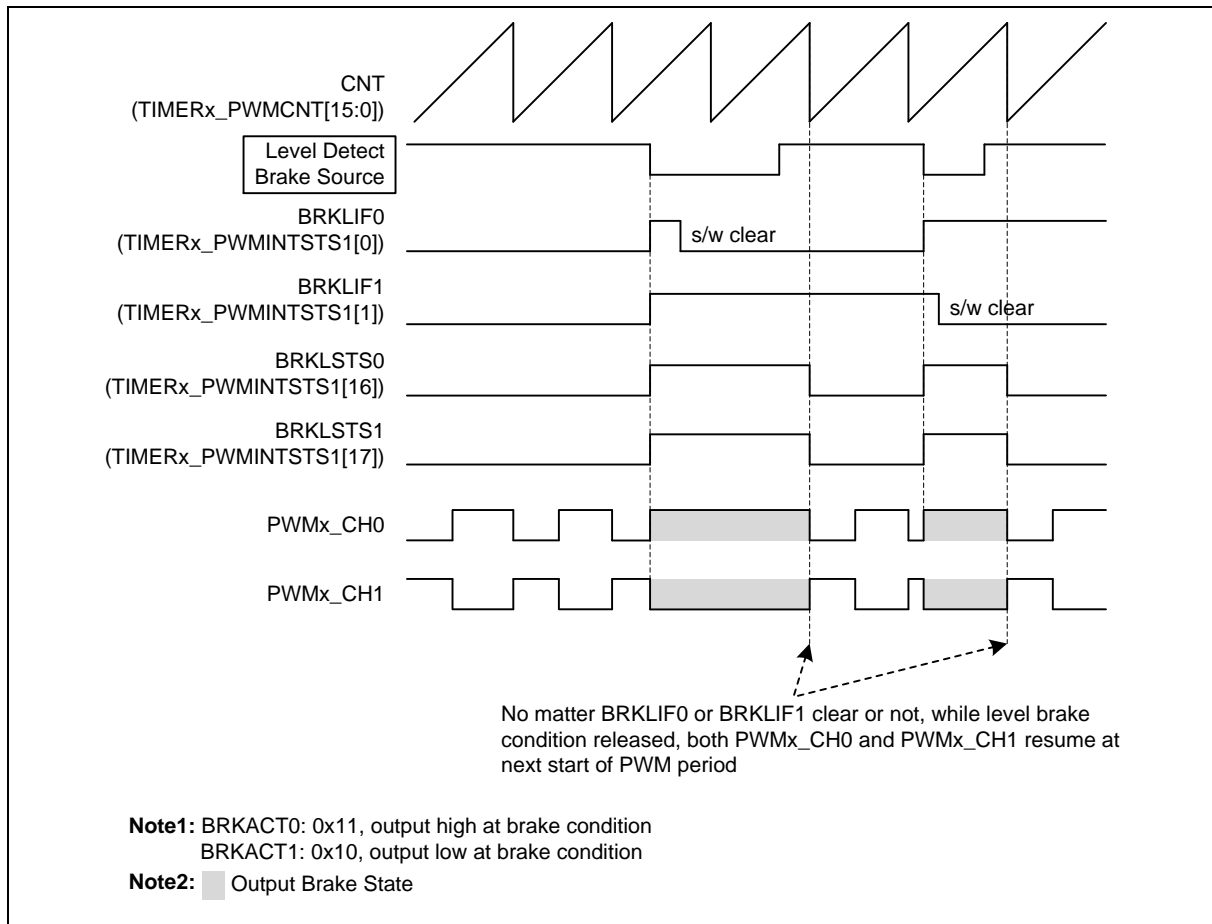 CNT
(TIMERx_PWMCNT[15:0])
Level Detect
Brake Source
BRKLIF0
(TIMERx_PWMINTSTS1[0])
s/w clear
BRKLIF1
(TIMERx_PWMINTSTS1[1])
s/w clear
BRKLSTS0
(TIMERx_PWMINTSTS1[16])
BRKLSTS1
(TIMERx_PWMINTSTS1[17])
PWMx_CH0
PWMx_CH1
No matter BRKLIF0 or BRKLIF1 clear or not, while level brake
condition released, both PWMx_CH0 and PWMx_CH1 resume at
next start of PWM period
Note1: BRKACT0: 0x11, output high at brake condition
BRKACT1: 0x10, output low at brake condition
Note2: Output Brake State